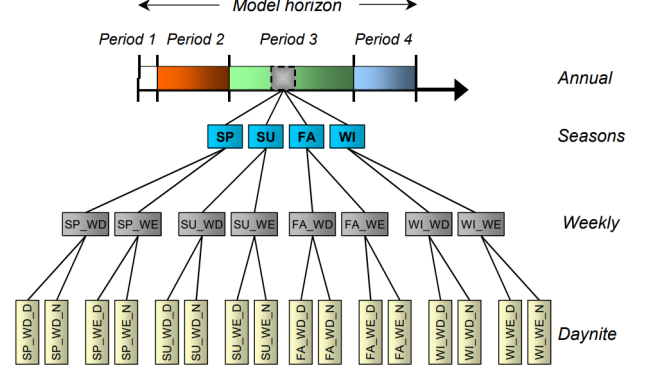 Model horizon
Period 1 Period 2 Period 3 Period 4
Annual
SP SU FA WI Seasons
SP_WD SP_WE SU_WD SU_WE FA_WD FA_WE WI_WD WI_WE Weekly
SP_WD_D SP_WD_N SP_WE_D SP_WE_N SU_WD_D SU_WD_N SU_WE_D SU_WE_N FA_WD_D FA_WD_N FA_WE_D FA_WE_N WI_WD_D WI_WD_N WI_WE_D WI_WE_N Daynite